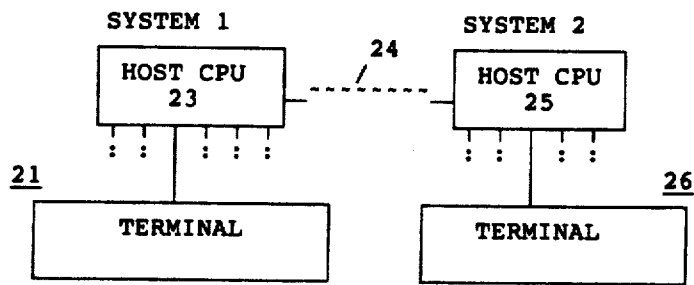 SYSTEM 1
SYSTEM 2
24
HOST CPU
23
HOST CPU
25
21
26
TERMINAL
TERMINAL